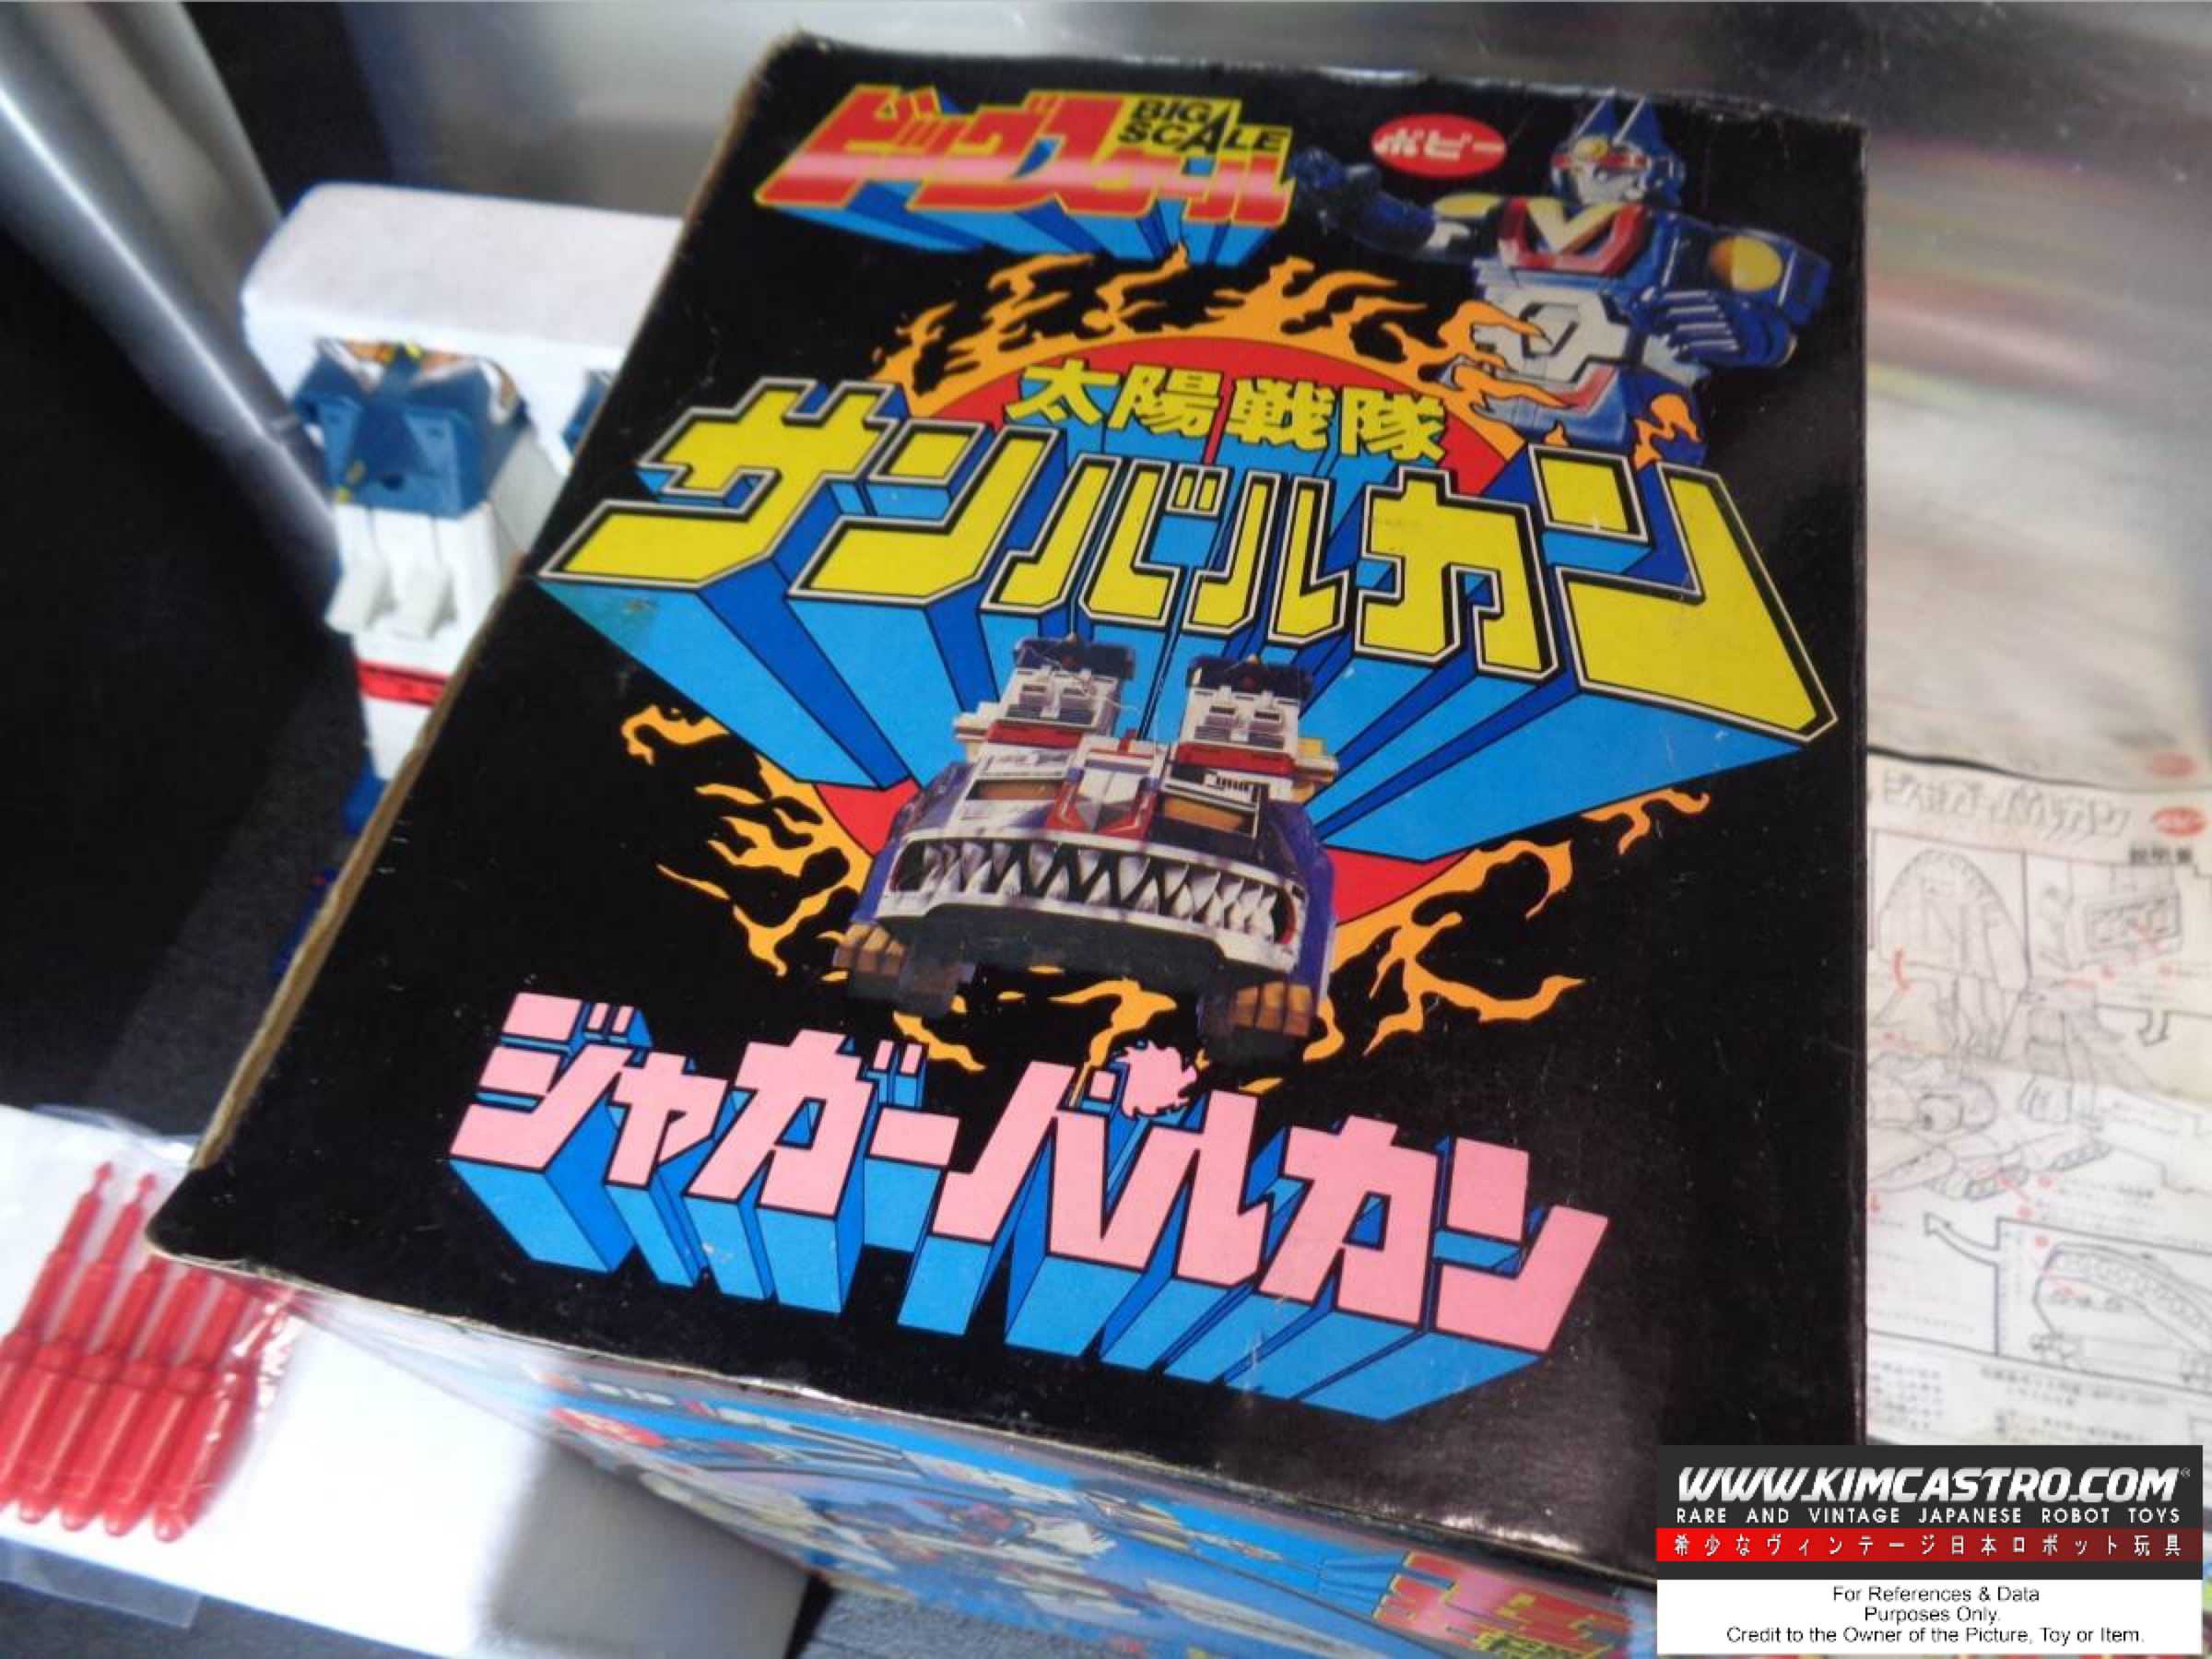 ビッグスケール
BIG
SCALE
ポピー
太陽戦隊
サンバルカン
ジャガーバルカン
WWW.KIMCASTRO.COM®
RARE AND VINTAGE JAPANESE ROBOT TOYS
希少なヴィンテージ日本ロボット玩具
For References & Data
Purposes Only.
Credit to the Owner of the Picture, Toy or Item.